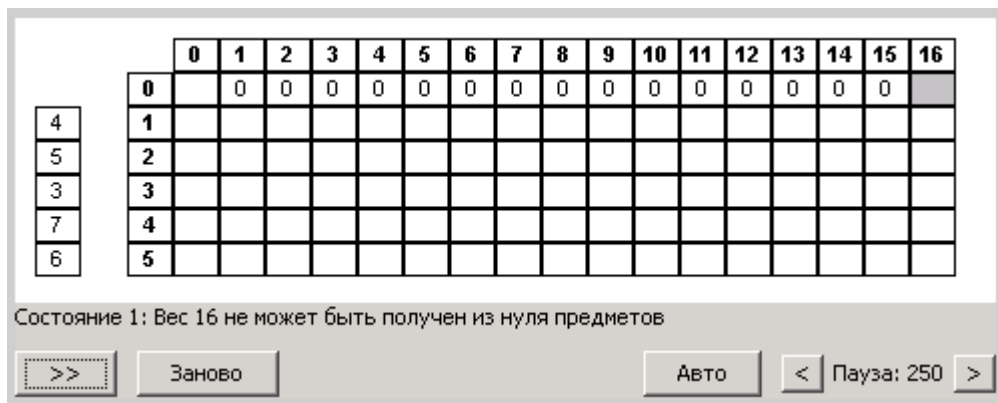 0 1 2 3 4 5 6 7 8 9 10 11 12 13 14 15 16
0 0 0 0 0 0 0 0 0 0 0 0 0 0 0 0
4 1
5 2
3 3
7 4
6 5
Состояние 1: Вес 16 не может быть получен из нуля предметов
>> Заново Авто < Пауза: 250 >